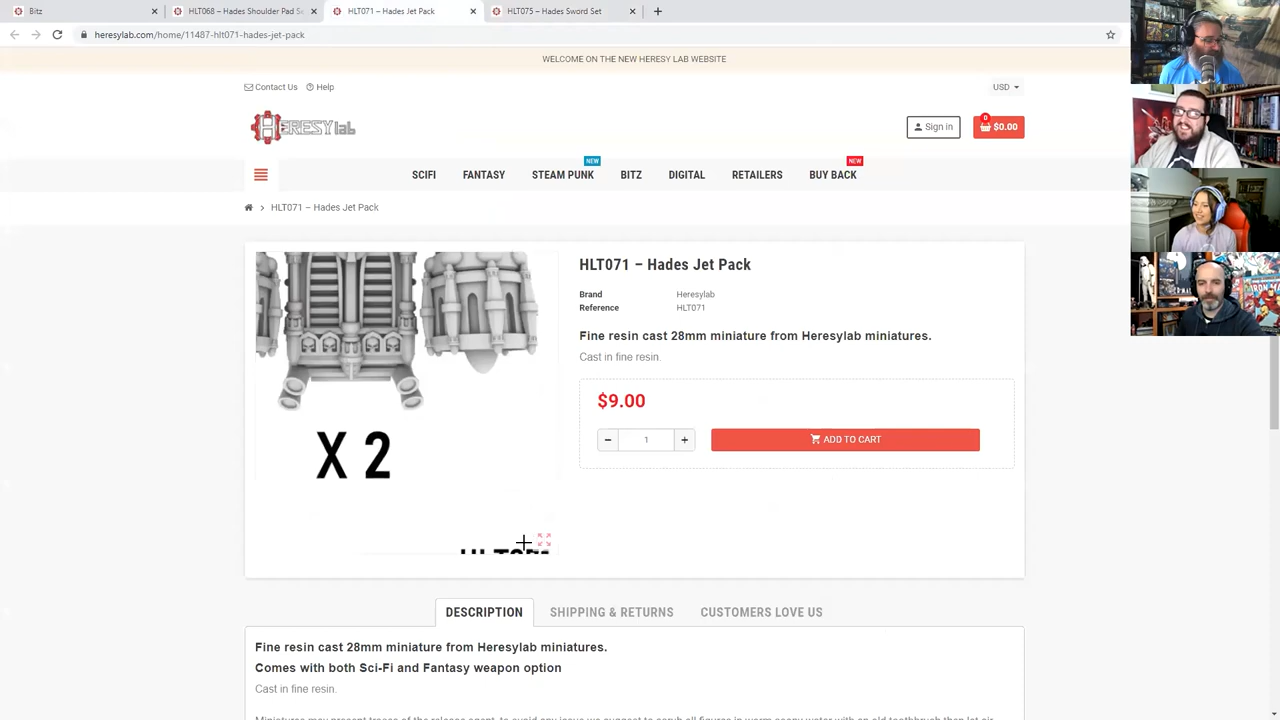 Bitz
HLT068 – Hades Shoulder Pad Se
HLT071 – Hades Jet Pack
HLT075 – Hades Sword Set
heresylab.com/home/11487-hlt071-hades-jet-pack
WELCOME ON THE NEW HERESY LAB WEBSITE
Contact Us
Help
USD
HERESY lab
Sign in
0
$0.00
NEW
NEW
SCIFI
FANTASY
STEAM PUNK
BITZ
DIGITAL
RETAILERS
BUY BACK
HLT071 – Hades Jet Pack
HLT071 – Hades Jet Pack
Brand Heresylab
Reference HLT071
Fine resin cast 28mm miniature from Heresylab miniatures.
Cast in fine resin.
$9.00
1
ADD TO CART
X 2
DESCRIPTION
SHIPPING & RETURNS
CUSTOMERS LOVE US
Fine resin cast 28mm miniature from Heresylab miniatures.
Comes with both Sci-Fi and Fantasy weapon option
Cast in fine resin.